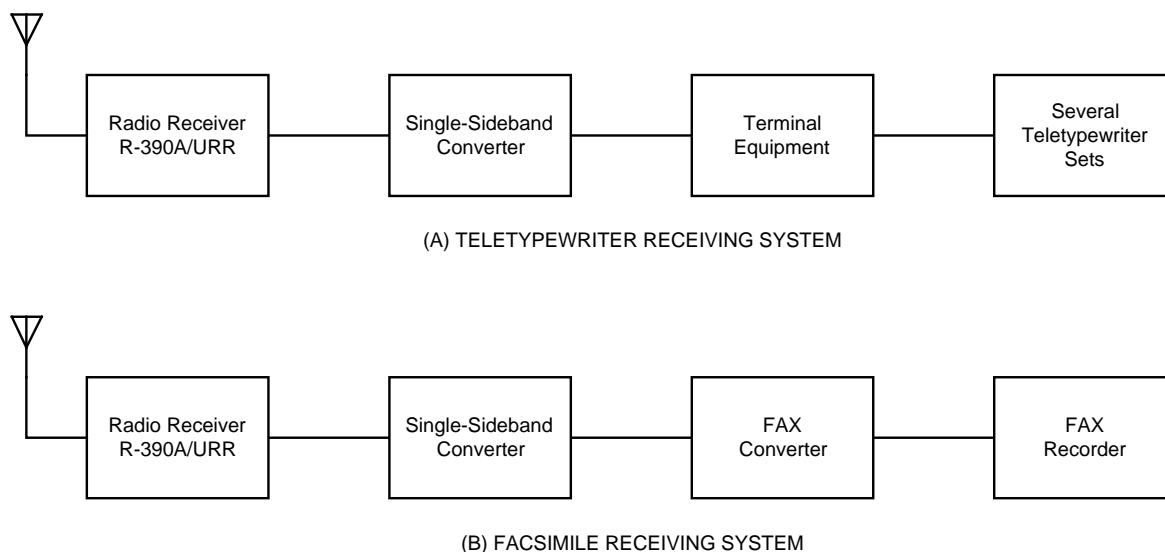 Radio Receiver
R-390A/URR
Single-Sideband
Converter
Terminal
Equipment
Several
Teletypewriter
Sets
(A) TELETYPEWRITER RECEIVING SYSTEM
Radio Receiver
R-390A/URR
Single-Sideband
Converter
FAX
Converter
FAX
Recorder
(B) FACSIMILE RECEIVING SYSTEM